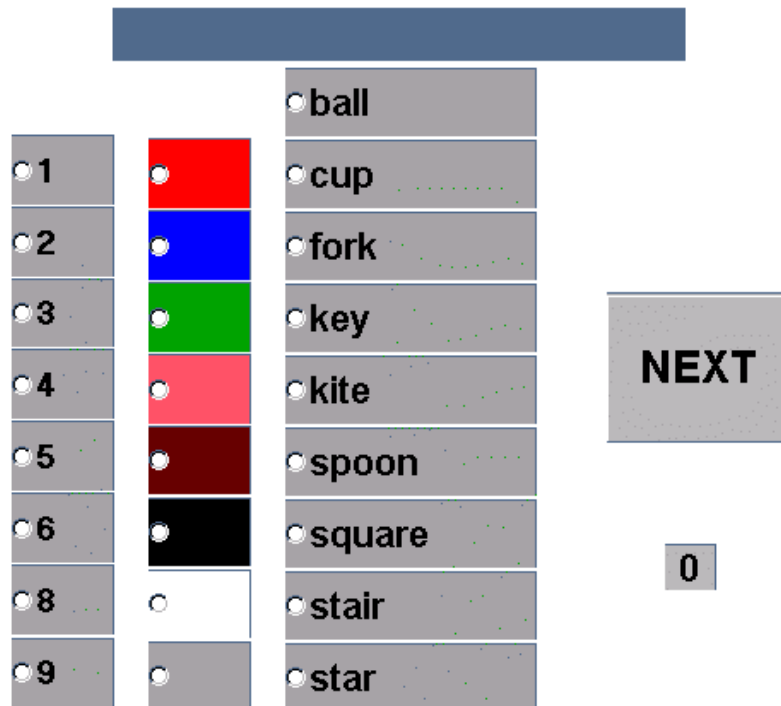 ball
1 cup
2 fork
3 key
4 kite
5 spoon
6 square
8 stair
9 star
NEXT
0